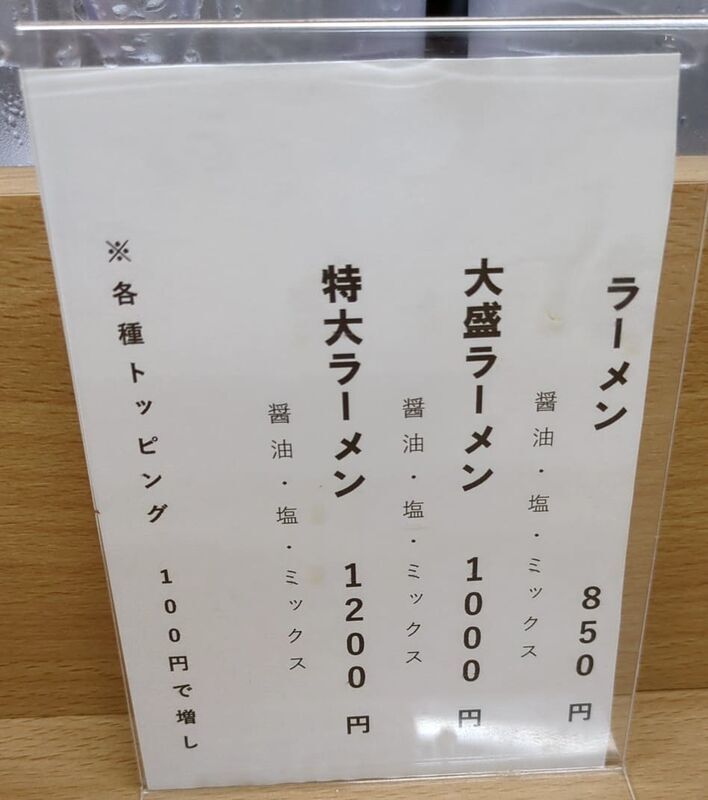 ラーメン 850円
醤油・塩・ミックス
大盛ラーメン 1000円
醤油・塩・ミックス
特大ラーメン 1200円
醤油・塩・ミックス
※各種トッピング 100円で増し